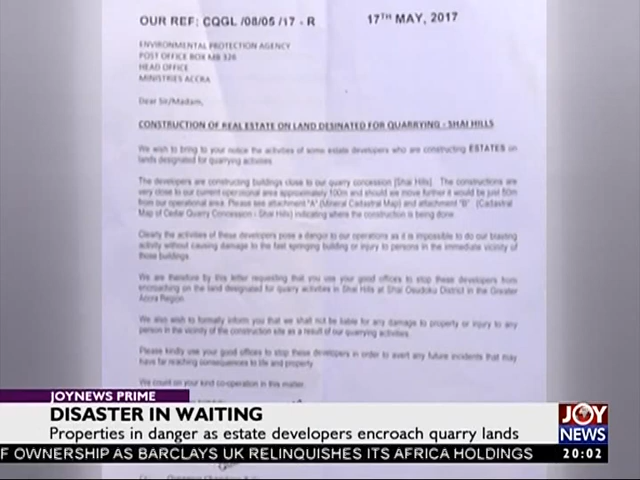 OUR REF: CQGL /08/05 /17 - R
17TH MAY, 2017
ENVIRONMENTAL PROTECTION AGENCY
POST OFFICE BOX MB 326
HEAD OFFICE
MINISTRIES ACCRA
Dear Sir/Madam,
CONSTRUCTION OF REAL ESTATE ON LAND DESINATED FOR QUARRYING - SHAI HILLS
We wish to bring to your notice the activities of some estate developers who are constructing ESTATES on
lands designated for quarrying activities.
The developers are constructing buildings close to our quarry concession [Shai Hills]. The constructions are
very close to our current operational area approximately 100m and should we move further it would be just 50m
from our operational area. Please see attachment "A" (Mineral Cadastral Map) and attachment "B" (Cadastral
Map of Cedar Quarry Concession - Shai Hills) indicating where the construction is being done.
Clearly the activities of these developers pose a danger to our operations as it is impossible to do our blasting
activity without causing damage to the fast springing building or injury to persons in the immediate vicinity of
those buildings.
We are therefore by this letter requesting that you use your good offices to stop these developers from
encroaching on the land designated for quarry activities in Shai Hills at Shai Osudoku District in the Greater
Accra Region.
We also wish to formally inform you that we shall not be liable for any damage to property or injury to any
person in the vicinity of the construction site as a result of our quarrying activities.
Please kindly use your good offices to stop these developers in order to avert any future incidents that may
have far reaching consequences to life and property.
We count on your kind co-operation in this matter.
JOYNEWS PRIME
DISASTER IN WAITING
Properties in danger as estate developers encroach quarry lands
JOY
NEWS
F OWNERSHIP AS BARCLAYS UK RELINQUISHES ITS AFRICA HOLDINGS
20:02